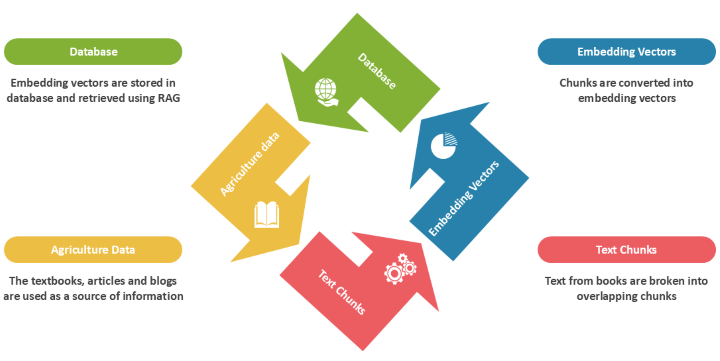 Database
Embedding vectors are stored in
database and retrieved using RAG
Embedding Vectors
Chunks are converted into
embedding vectors
Database
Agriculture data
Embedding Vectors
Text Chunks
Agriculture Data
The textbooks, articles and blogs
are used as a source of information
Text Chunks
Text from books are broken into
overlapping chunks